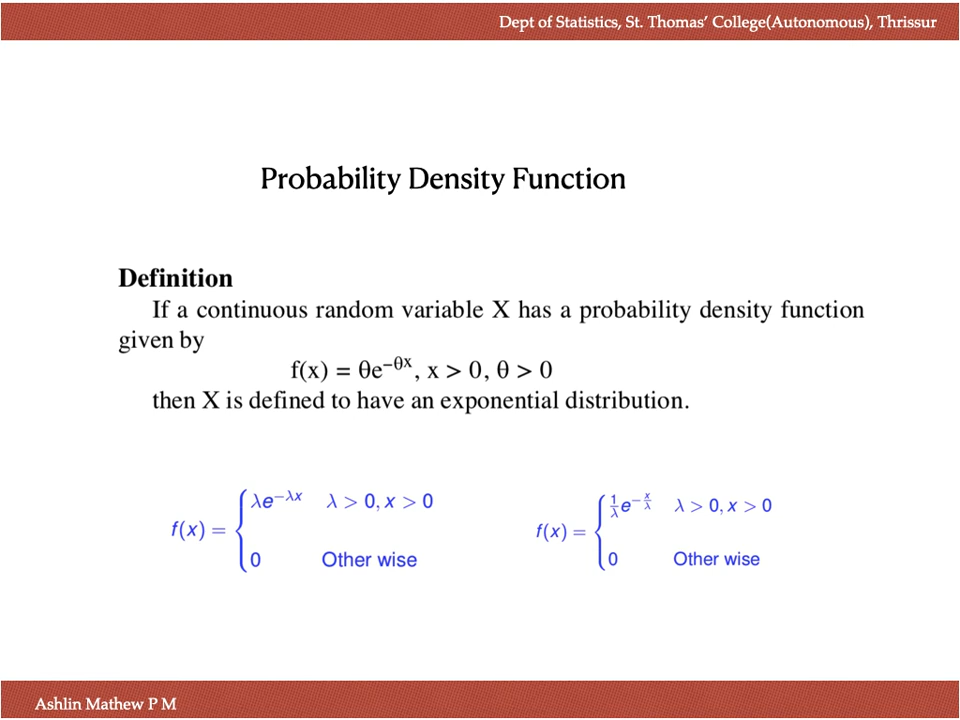 Dept of Statistics, St. Thomas’ College(Autonomous), Thrissur
Probability Density Function
Definition
If a continuous random variable X has a probability density function
given by
f(x) = θe^{−θx}, x > 0, θ > 0
then X is defined to have an exponential distribution.
f(x) = { λe^{−λx} λ > 0, x > 0
0 Other wise
f(x) = { \frac{1}{λ}e^{−\frac{x}{λ}} λ > 0, x > 0
0 Other wise
Ashlin Mathew P M